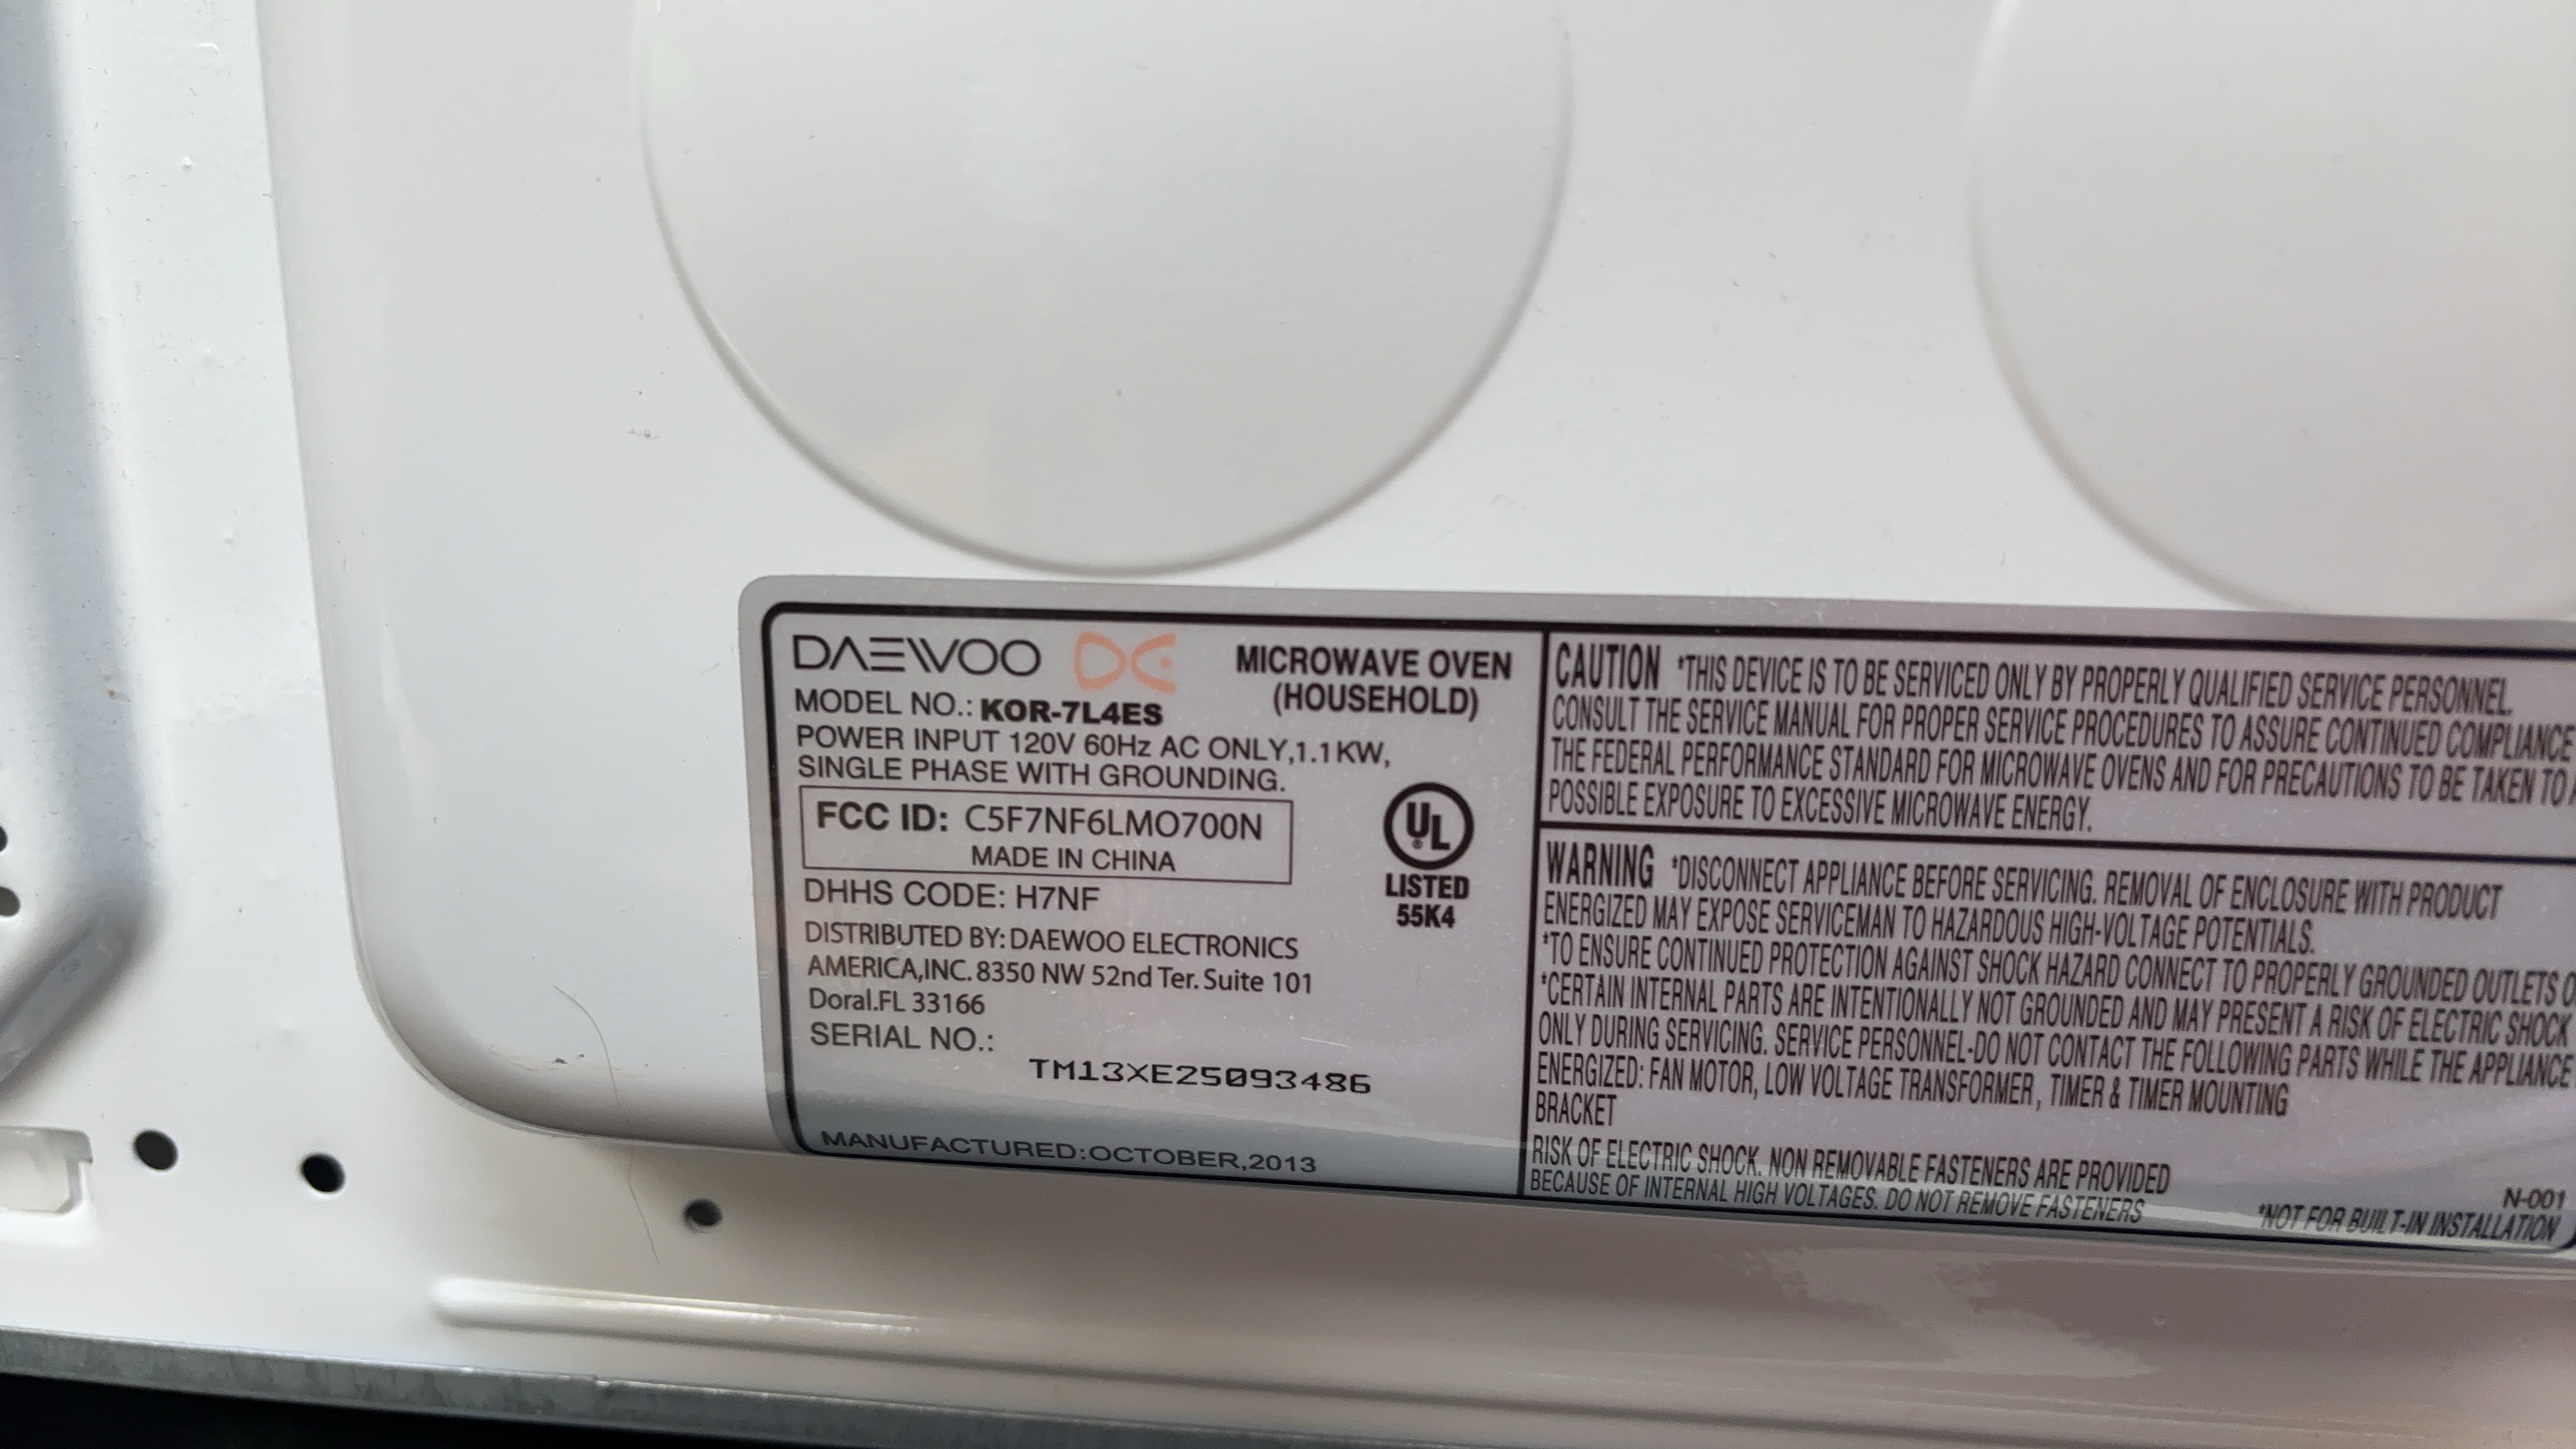 DAEWOO DE
MICROWAVE OVEN
(HOUSEHOLD)
MODEL NO.: KOR-7L4ES
POWER INPUT 120V 60Hz AC ONLY,1.1KW,
SINGLE PHASE WITH GROUNDING.
FCC ID: C5F7NF6LMO700N
MADE IN CHINA
DHHS CODE: H7NF
UL
®
LISTED
55K4
DISTRIBUTED BY: DAEWOO ELECTRONICS
AMERICA,INC. 8350 NW 52nd Ter. Suite 101
Doral.FL 33166
SERIAL NO.:
TM13XE25093486
MANUFACTURED:OCTOBER,2013
CAUTION *THIS DEVICE IS TO BE SERVICED ONLY BY PROPERLY QUALIFIED SERVICE PERSONNEL.
CONSULT THE SERVICE MANUAL FOR PROPER SERVICE PROCEDURES TO ASSURE CONTINUED COMPLIANCE
THE FEDERAL PERFORMANCE STANDARD FOR MICROWAVE OVENS AND FOR PRECAUTIONS TO BE TAKEN TO
POSSIBLE EXPOSURE TO EXCESSIVE MICROWAVE ENERGY.
WARNING *DISCONNECT APPLIANCE BEFORE SERVICING. REMOVAL OF ENCLOSURE WITH PRODUCT
ENERGIZED MAY EXPOSE SERVICEMAN TO HAZARDOUS HIGH-VOLTAGE POTENTIALS.
*TO ENSURE CONTINUED PROTECTION AGAINST SHOCK HAZARD CONNECT TO PROPERLY GROUNDED OUTLETS
*CERTAIN INTERNAL PARTS ARE INTENTIONALLY NOT GROUNDED AND MAY PRESENT A RISK OF ELECTRIC SHOCK
ONLY DURING SERVICING. SERVICE PERSONNEL-DO NOT CONTACT THE FOLLOWING PARTS WHILE THE APPLIANCE
ENERGIZED: FAN MOTOR, LOW VOLTAGE TRANSFORMER, TIMER & TIMER MOUNTING
BRACKET
RISK OF ELECTRIC SHOCK. NON REMOVABLE FASTENERS ARE PROVIDED
BECAUSE OF INTERNAL HIGH VOLTAGES. DO NOT REMOVE FASTENERS
N-001
*NOT FOR BUILT-IN INSTALLATION